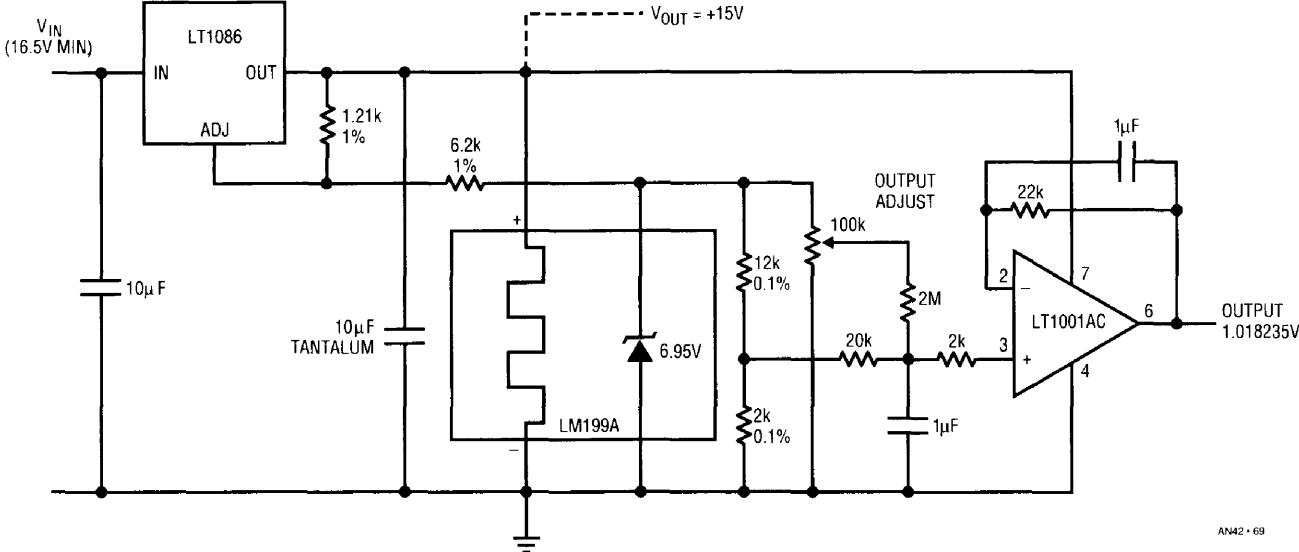 V_OUT = +15V
V_IN
(16.5V MIN)
LT1086
IN
OUT
ADJ
1.21k
1%
6.2k
1%
10µF
10µF
TANTALUM
+
−
LM199A
6.95V
12k
0.1%
2k
0.1%
100k
OUTPUT
ADJUST
2M
20k
2k
1µF
1µF
22k
2
−
3
+
LT1001AC
7
6
4
OUTPUT
1.018235V
AN42 • 69